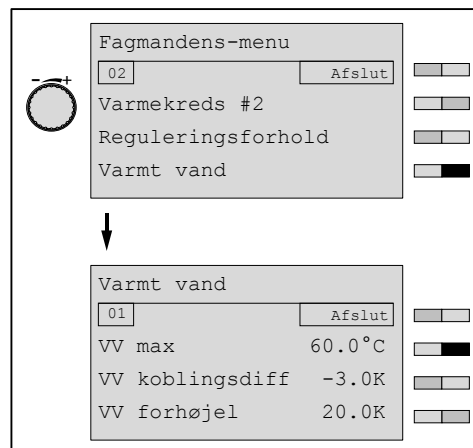 Fagmandens-menu
02 Afslut
- +
Varmekreds #2
Reguleringsforhold
Varmt vand
Varmt vand
01 Afslut
VV max 60.0°C
VV koblingsdiff -3.0K
VV forhøjel 20.0K